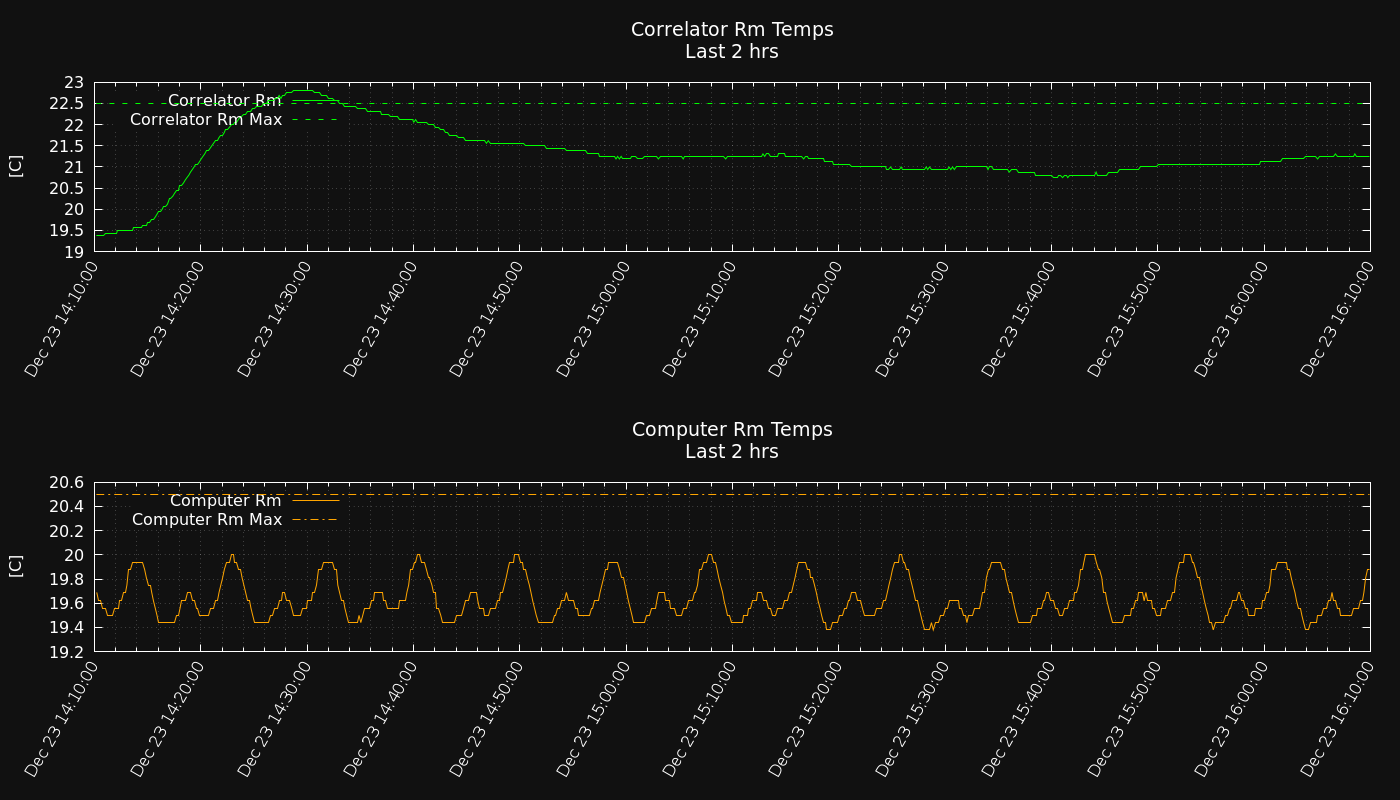 Correlator Rm Temps
Last 2 hrs
[C]
23
22.5
22
21.5
21
20.5
20
19.5
19
Correlator Rm
Correlator Rm Max
Dec 23 14:10:00
Dec 23 14:20:00
Dec 23 14:30:00
Dec 23 14:40:00
Dec 23 14:50:00
Dec 23 15:00:00
Dec 23 15:10:00
Dec 23 15:20:00
Dec 23 15:30:00
Dec 23 15:40:00
Dec 23 15:50:00
Dec 23 16:00:00
Dec 23 16:10:00
Computer Rm Temps
Last 2 hrs
[C]
20.6
20.4
20.2
20
19.8
19.6
19.4
19.2
Computer Rm
Computer Rm Max
Dec 23 14:10:00
Dec 23 14:20:00
Dec 23 14:30:00
Dec 23 14:40:00
Dec 23 14:50:00
Dec 23 15:00:00
Dec 23 15:10:00
Dec 23 15:20:00
Dec 23 15:30:00
Dec 23 15:40:00
Dec 23 15:50:00
Dec 23 16:00:00
Dec 23 16:10:00